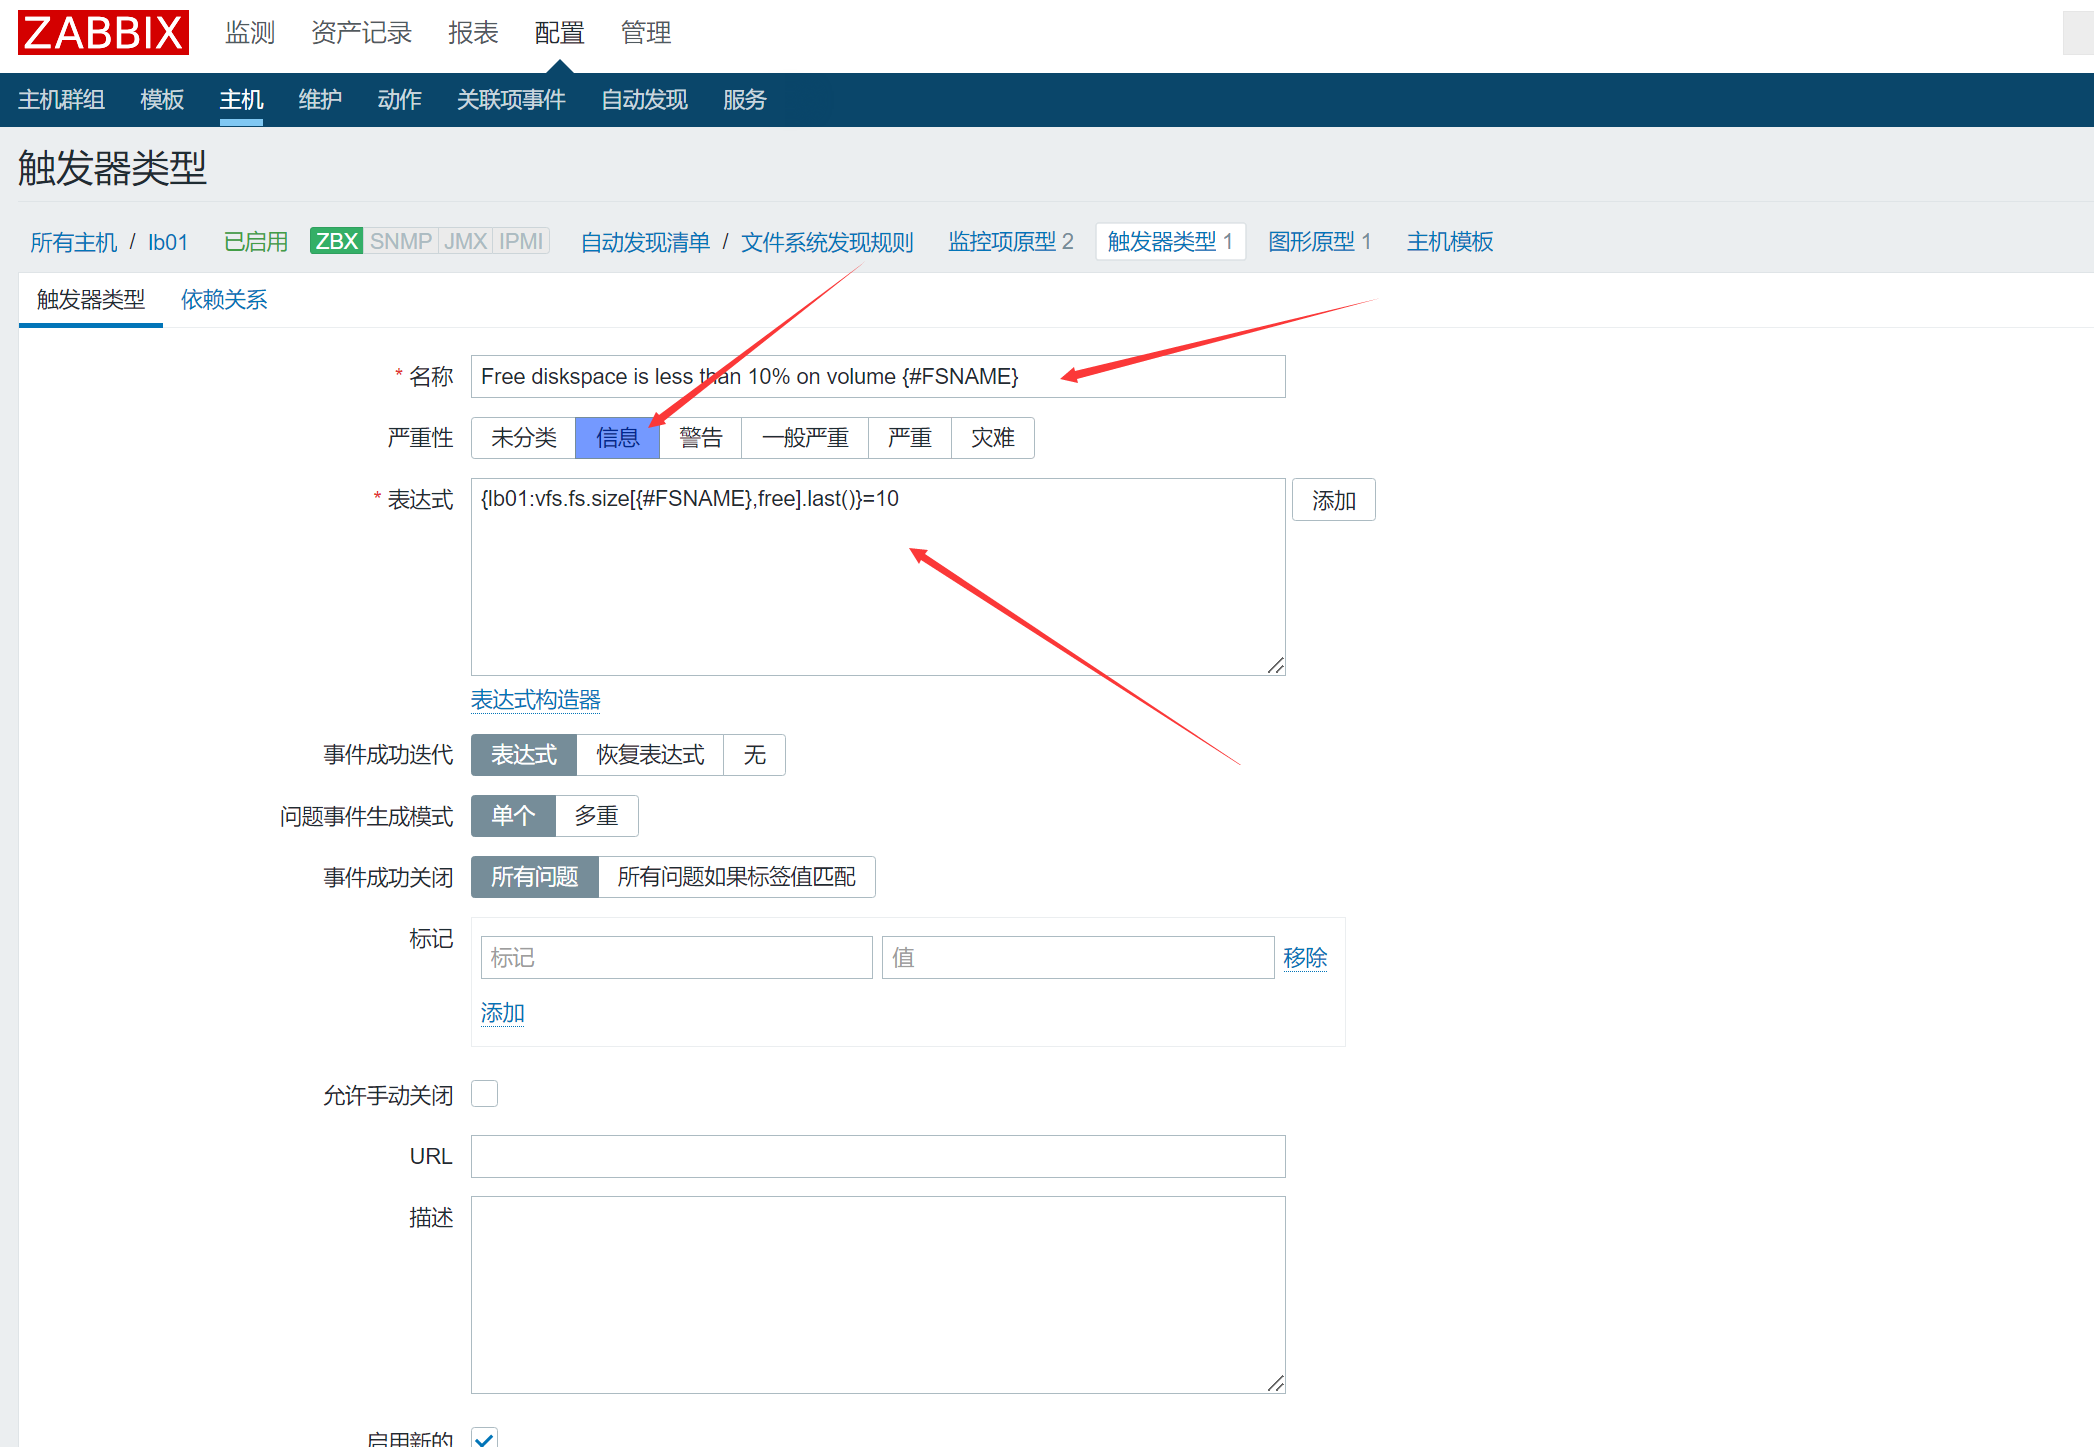 ZABBIX 监测 资产记录 报表 配置 管理
主机群组 模板 主机 维护 动作 关联项事件 自动发现 服务
触发器类型
所有主机 / lb01 已启用 ZBX SNMP JMX IPMI 自动发现清单 / 文件系统发现规则 监控项原型 2 触发器类型 1 图形原型 1 主机模板
触发器类型 依赖关系
* 名称 Free diskspace is less than 10% on volume {#FSNAME}
严重性 未分类 信息 警告 一般严重 严重 灾难
* 表达式 {lb01:vfs.fs.size[{#FSNAME},free].last()}=10 添加
表达式构造器
事件成功迭代 表达式 恢复表达式 无
问题事件生成模式 单个 多重
事件成功关闭 所有问题 所有问题如果标签值匹配
标记 标记 值 移除
添加
允许手动关闭
URL
描述
启用新的